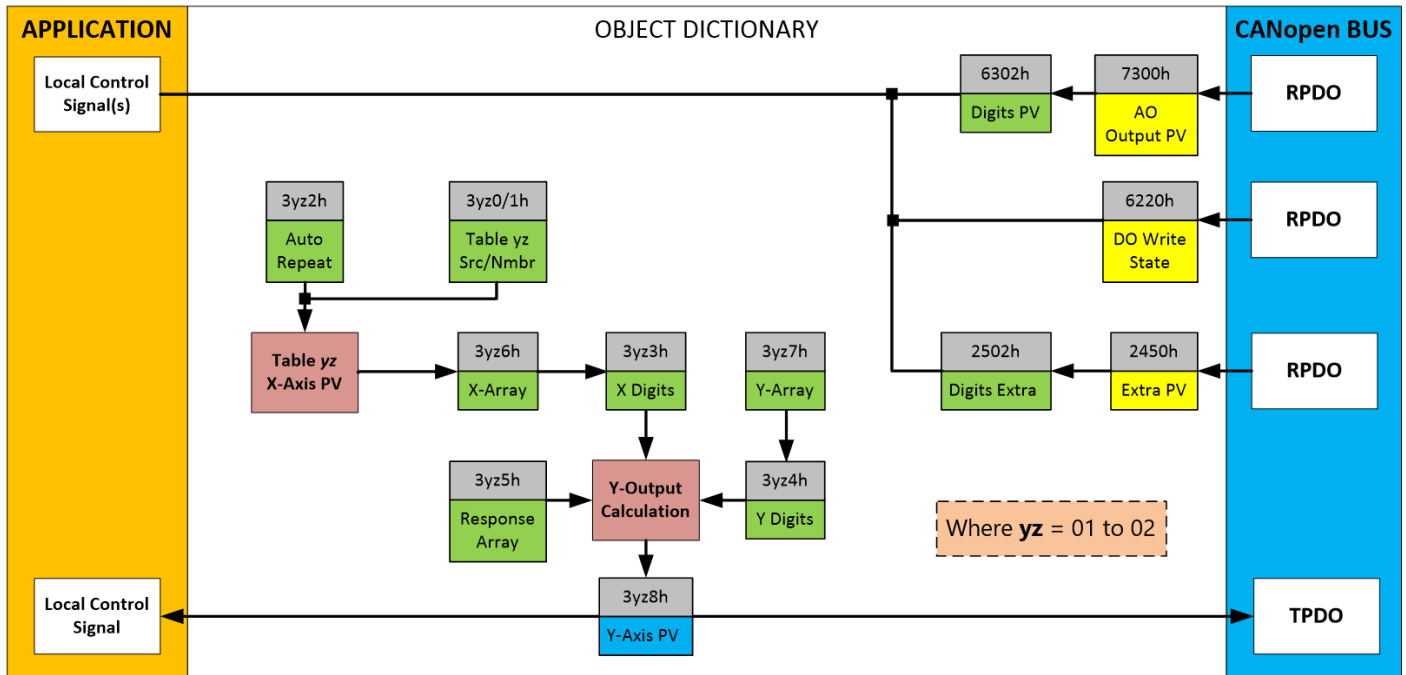 APPLICATION
OBJECT DICTIONARY
CANopen BUS
Local Control
Signal(s)
6302h
Digits PV
7300h
AO
Output PV
RPDO
3yz2h
Auto
Repeat
3yz0/1h
Table yz
Src/Nmbr
6220h
DO Write
State
RPDO
Table yz
X-Axis PV
3yz6h
X-Array
3yz3h
X Digits
3yz7h
Y-Array
2502h
Digits Extra
2450h
Extra PV
RPDO
3yz5h
Response
Array
Y-Output
Calculation
3yz4h
Y Digits
Where yz = 01 to 02
Local Control
Signal
3yz8h
Y-Axis PV
TPDO